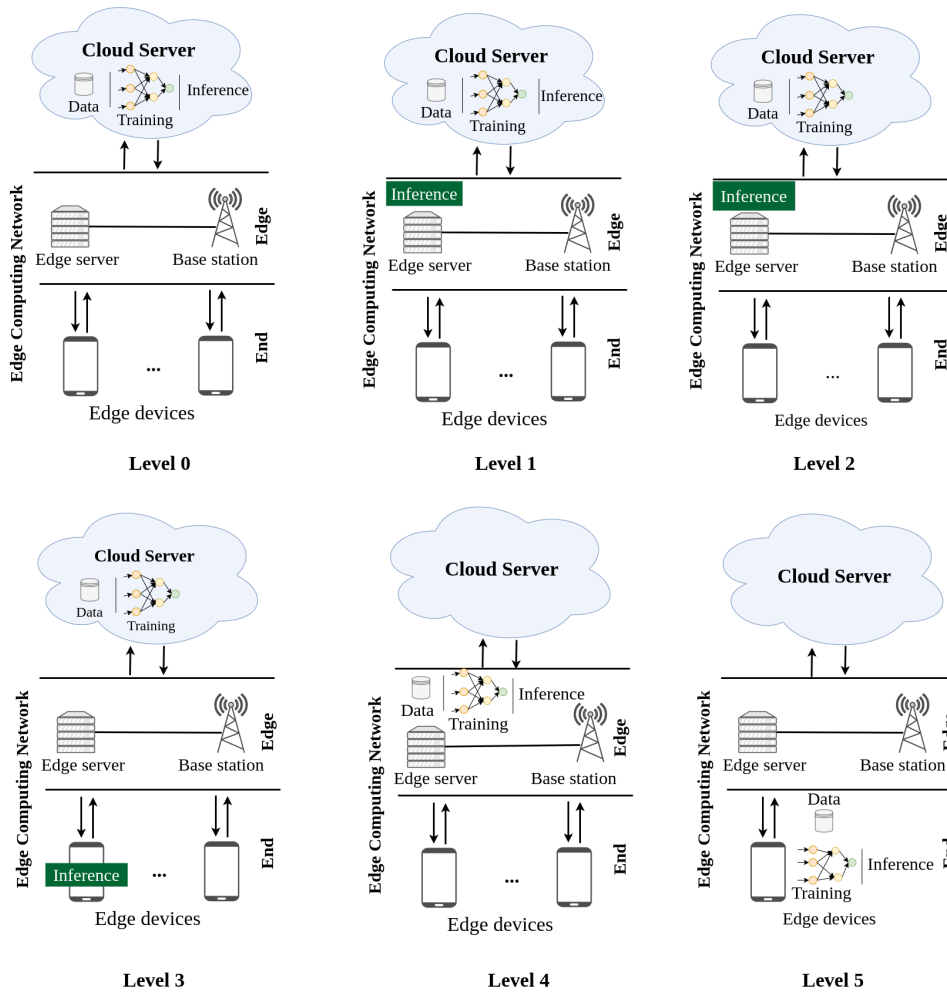 Cloud Server
Data
Training
Inference
Edge Computing Network
Edge server
Base station
Edge
...
End
Edge devices
Level 0
Cloud Server
Data
Training
Inference
Edge Computing Network
Inference
Edge server
Base station
Edge
...
End
Edge devices
Level 1
Cloud Server
Data
Training
Edge Computing Network
Inference
Edge server
Base station
Edge
...
End
Edge devices
Level 2
Cloud Server
Data
Training
Edge Computing Network
Edge server
Base station
Edge
Inference
...
End
Edge devices
Level 3
Cloud Server
Edge Computing Network
Data
Training
Inference
Edge server
Base station
Edge
...
End
Edge devices
Level 4
Cloud Server
Edge Computing Network
Edge server
Base station
Data
Training
Inference
Edge devices
Level 5